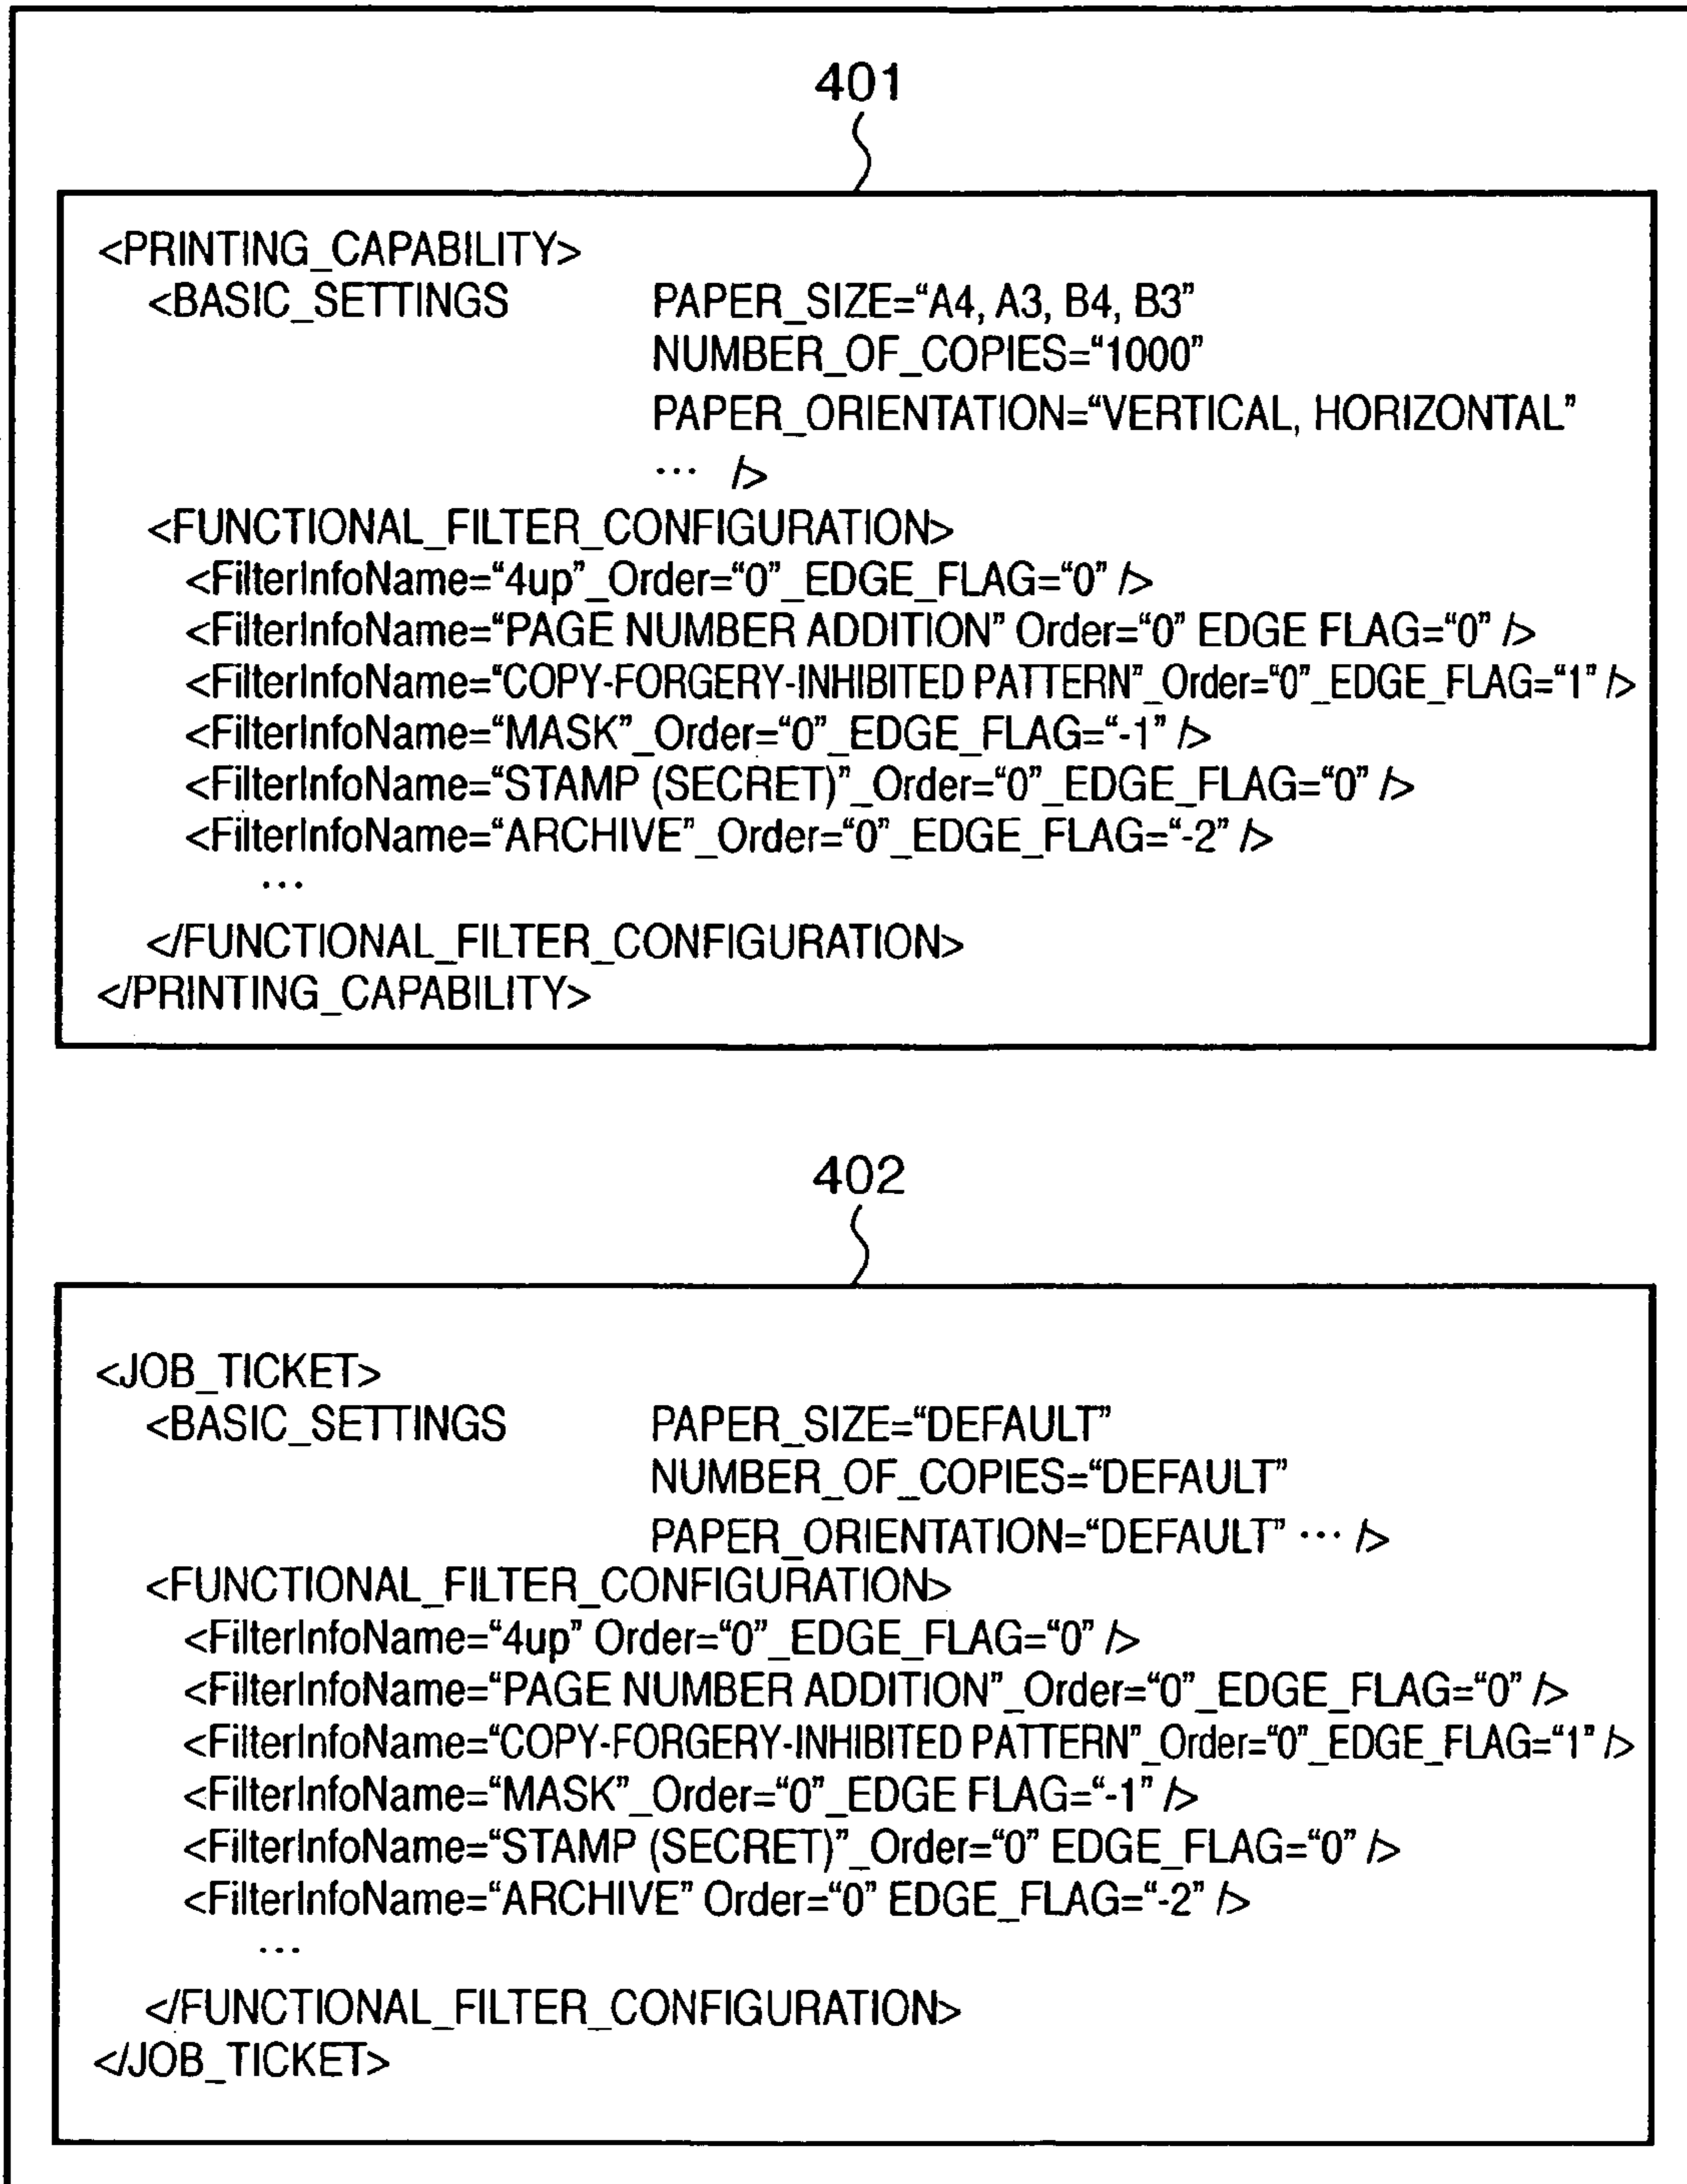 401
<PRINTING_CAPABILITY>
<BASIC_SETTINGS PAPER_SIZE=“A4, A3, B4, B3”
NUMBER_OF_COPIES=“1000”
PAPER_ORIENTATION=“VERTICAL, HORIZONTAL”
··· />
<FUNCTIONAL_FILTER_CONFIGURATION>
<FilterInfoName=“4up”_Order=“0”_EDGE_FLAG=“0” />
<FilterInfoName=“PAGE NUMBER ADDITION” Order=“0” EDGE FLAG=“0” />
<FilterInfoName=“COPY-FORGERY-INHIBITED PATTERN”_Order=“0”_EDGE_FLAG=“1” />
<FilterInfoName=“MASK”_Order=“0”_EDGE_FLAG=“-1” />
<FilterInfoName=“STAMP (SECRET)”_Order=“0”_EDGE_FLAG=“0” />
<FilterInfoName=“ARCHIVE”_Order=“0”_EDGE_FLAG=“-2” />
···
</FUNCTIONAL_FILTER_CONFIGURATION>
</PRINTING_CAPABILITY>
402
<JOB_TICKET>
<BASIC_SETTINGS PAPER_SIZE=“DEFAULT”
NUMBER_OF_COPIES=“DEFAULT”
PAPER_ORIENTATION=“DEFAULT” ··· />
<FUNCTIONAL_FILTER_CONFIGURATION>
<FilterInfoName=“4up” Order=“0”_EDGE_FLAG=“0” />
<FilterInfoName=“PAGE NUMBER ADDITION”_Order=“0”_EDGE_FLAG=“0” />
<FilterInfoName=“COPY-FORGERY-INHIBITED PATTERN”_Order=“0”_EDGE_FLAG=“1” />
<FilterInfoName=“MASK”_Order=“0”_EDGE FLAG=“-1” />
<FilterInfoName=“STAMP (SECRET)”_Order=“0” EDGE_FLAG=“0” />
<FilterInfoName=“ARCHIVE” Order=“0” EDGE_FLAG=“-2” />
···
</FUNCTIONAL_FILTER_CONFIGURATION>
</JOB_TICKET>